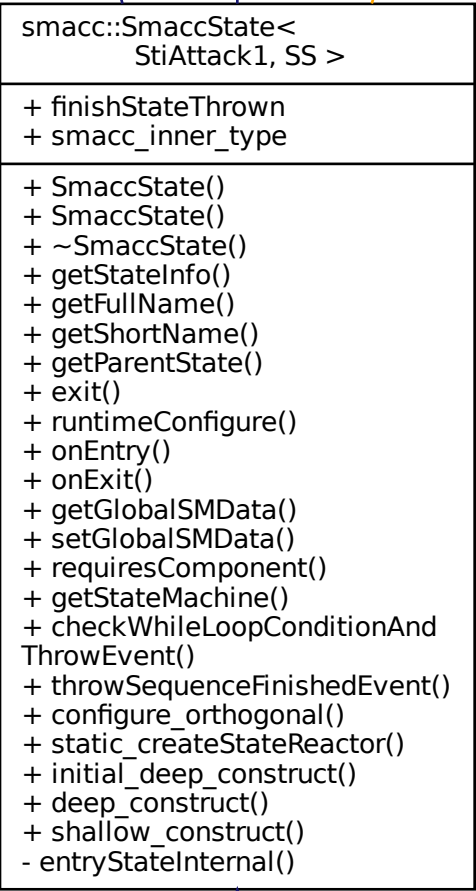 smacc::SmaccState<
StiAttack1, SS >
+ finishStateThrown
+ smacc_inner_type
+ SmaccState()
+ SmaccState()
+ ~SmaccState()
+ getStateInfo()
+ getFullName()
+ getShortName()
+ getParentState()
+ exit()
+ runtimeConfigure()
+ onEntry()
+ onExit()
+ getGlobalSMData()
+ setGlobalSMData()
+ requiresComponent()
+ getStateMachine()
+ checkWhileLoopConditionAnd
ThrowEvent()
+ throwSequenceFinishedEvent()
+ configure_orthogonal()
+ static_createStateReactor()
+ initial_deep_construct()
+ deep_construct()
+ shallow_construct()
- entryStateInternal()